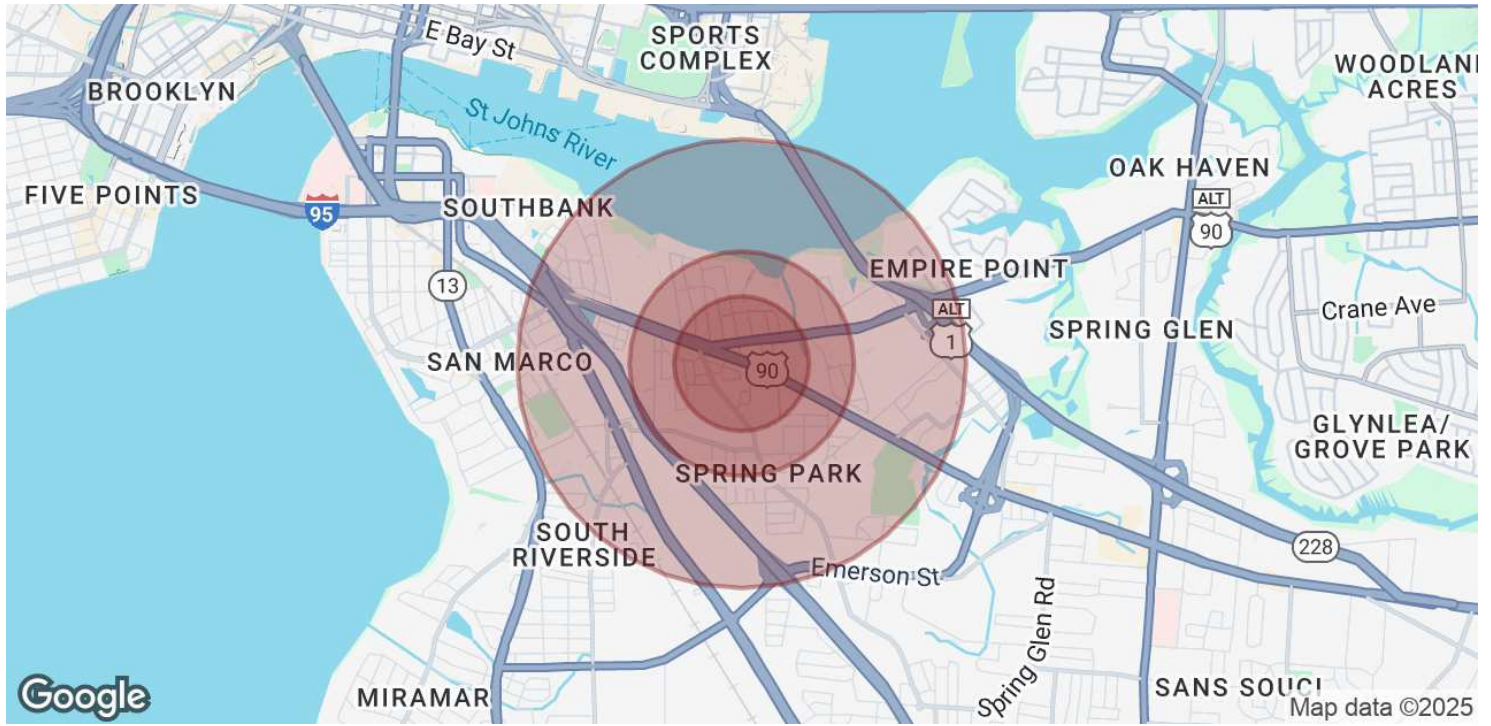 E Bay St
SPORTS
COMPLEX
BROOKLYN
WOODLAN
ACRES
St Johns River
OAK HAVEN
FIVE POINTS
95
SOUTHBANK
ALT
90
EMPIRE POINT
13
ALT
1
Crane Ave
SPRING GLEN
SAN MARCO
90
GLYNLEA/
GROVE PARK
SPRING PARK
SOUTH
RIVERSIDE
Emerson St
228
Spring Glen Rd
Google
MIRAMAR
SANS SOUCI
Map data ©2025